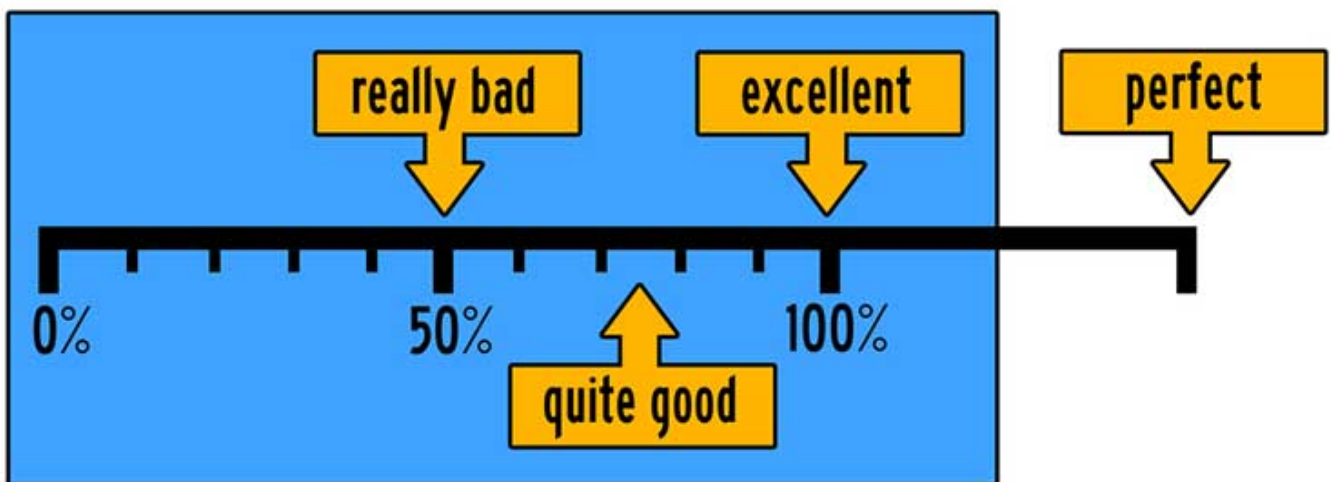 really bad
excellent
perfect
0%
50%
100%
quite good